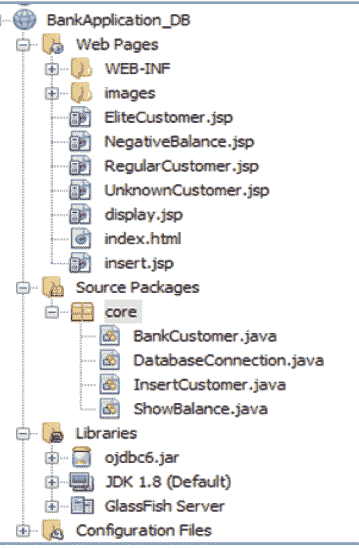 BankApplication_DB
Web Pages
WEB-INF
images
EliteCustomer.jsp
NegativeBalance.jsp
RegularCustomer.jsp
UnknownCustomer.jsp
display.jsp
index.html
insert.jsp
Source Packages
core
BankCustomer.java
DatabaseConnection.java
InsertCustomer.java
ShowBalance.java
Libraries
ojdbc6.jar
JDK 1.8 (Default)
GlassFish Server
Configuration Files